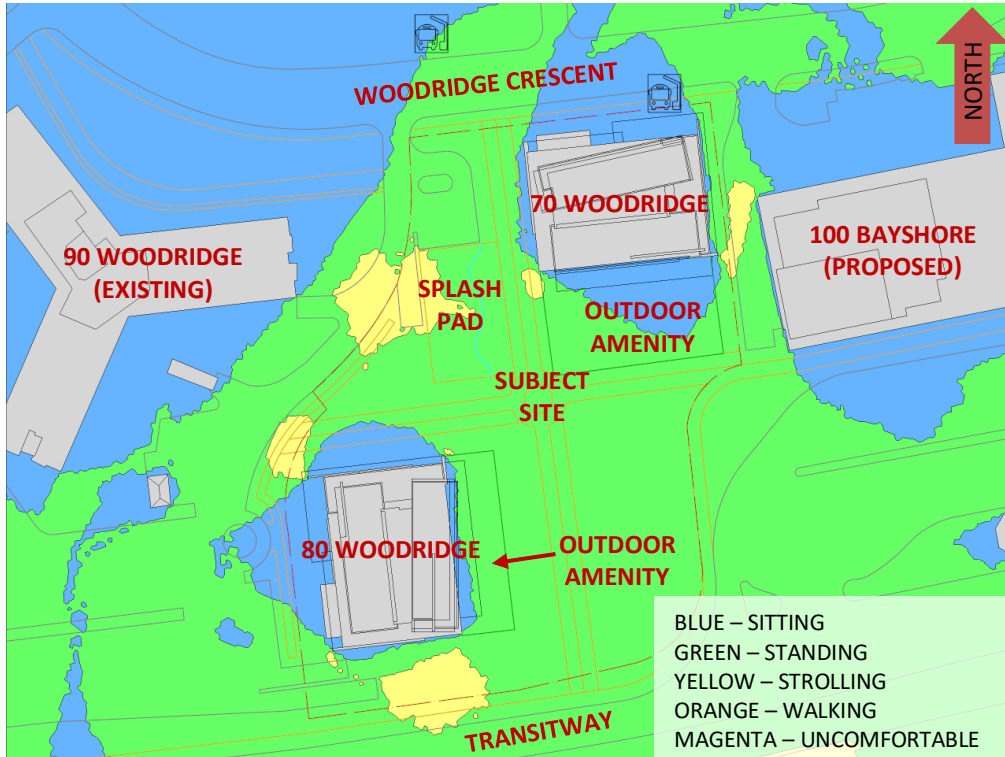 WOODRIDGE CRESCENT
NORTH
70 WOODRIDGE
90 WOODRIDGE
(EXISTING)
100 BAYSHORE
(PROPOSED)
SPLASH
PAD
OUTDOOR
AMENITY
SUBJECT
SITE
80 WOODRIDGE
OUTDOOR
AMENITY
TRANSITWAY
BLUE – SITTING
GREEN – STANDING
YELLOW – STROLLING
ORANGE – WALKING
MAGENTA – UNCOMFORTABLE